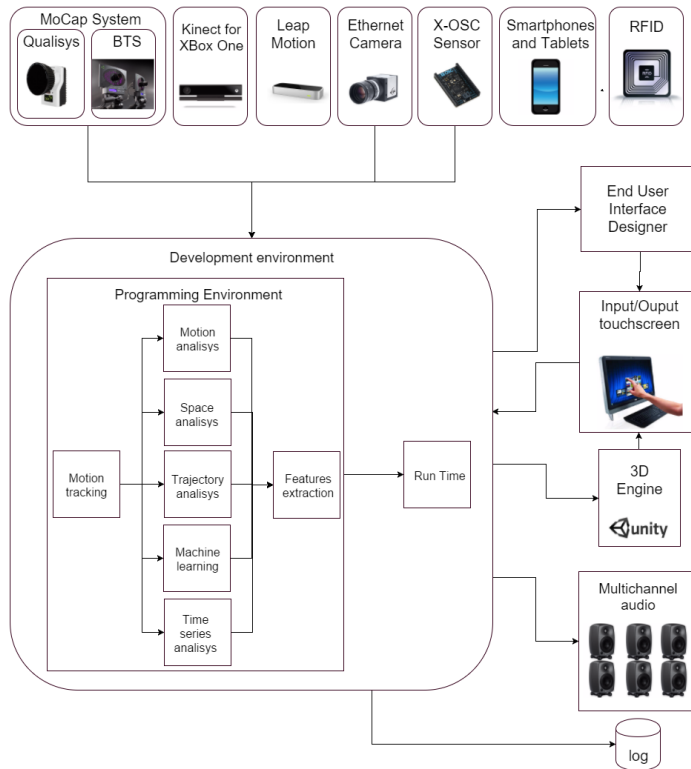 MoCap System
Qualisys
BTS
Kinect for
XBox One
Leap
Motion
Ethernet
Camera
X-OSC
Sensor
Smartphones
and Tablets
RFID
End User
Interface
Designer
Development environment
Programming Environment
Input/Ouput
touchscreen
Motion
analisys
Space
analisys
Motion
tracking
Trajectory
analisys
Features
extraction
Run Time
3D
Engine
unity
Machine
learning
Time
series
analisys
Multichannel
audio
log